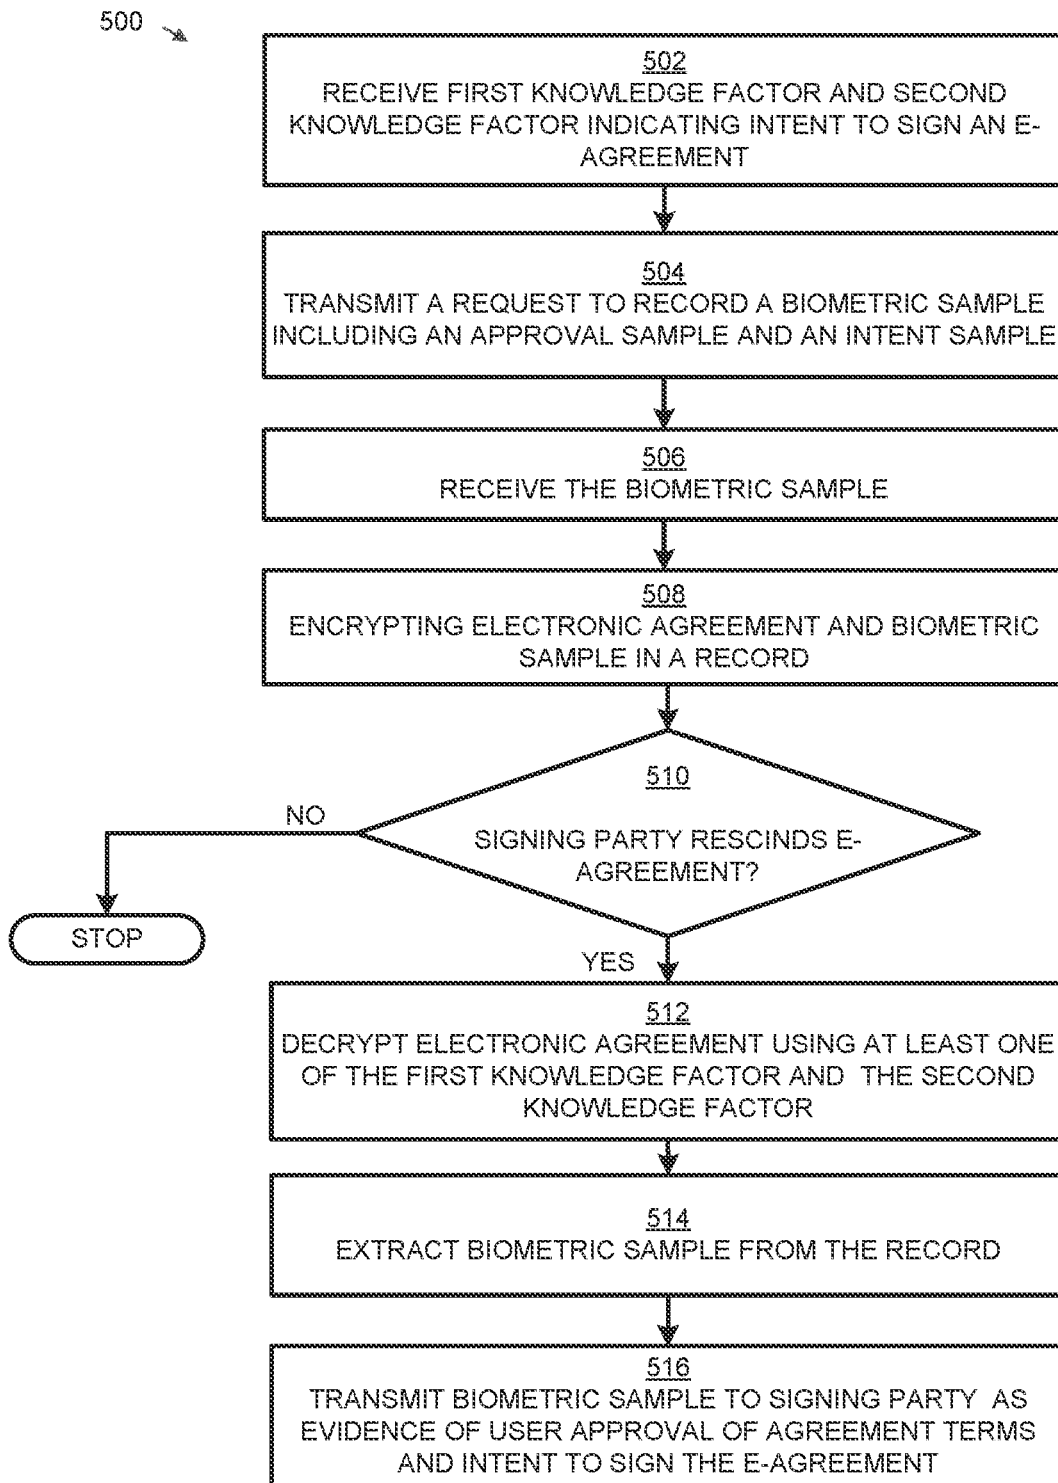 500
502
RECEIVE FIRST KNOWLEDGE FACTOR AND SECOND
KNOWLEDGE FACTOR INDICATING INTENT TO SIGN AN E-
AGREEMENT
504
TRANSMIT A REQUEST TO RECORD A BIOMETRIC SAMPLE
INCLUDING AN APPROVAL SAMPLE AND AN INTENT SAMPLE
506
RECEIVE THE BIOMETRIC SAMPLE
508
ENCRYPTING ELECTRONIC AGREEMENT AND BIOMETRIC
SAMPLE IN A RECORD
510
SIGNING PARTY RESCINDS E-
AGREEMENT?
NO
STOP
YES
512
DECRYPT ELECTRONIC AGREEMENT USING AT LEAST ONE
OF THE FIRST KNOWLEDGE FACTOR AND THE SECOND
KNOWLEDGE FACTOR
514
EXTRACT BIOMETRIC SAMPLE FROM THE RECORD
516
TRANSMIT BIOMETRIC SAMPLE TO SIGNING PARTY AS
EVIDENCE OF USER APPROVAL OF AGREEMENT TERMS
AND INTENT TO SIGN THE E-AGREEMENT